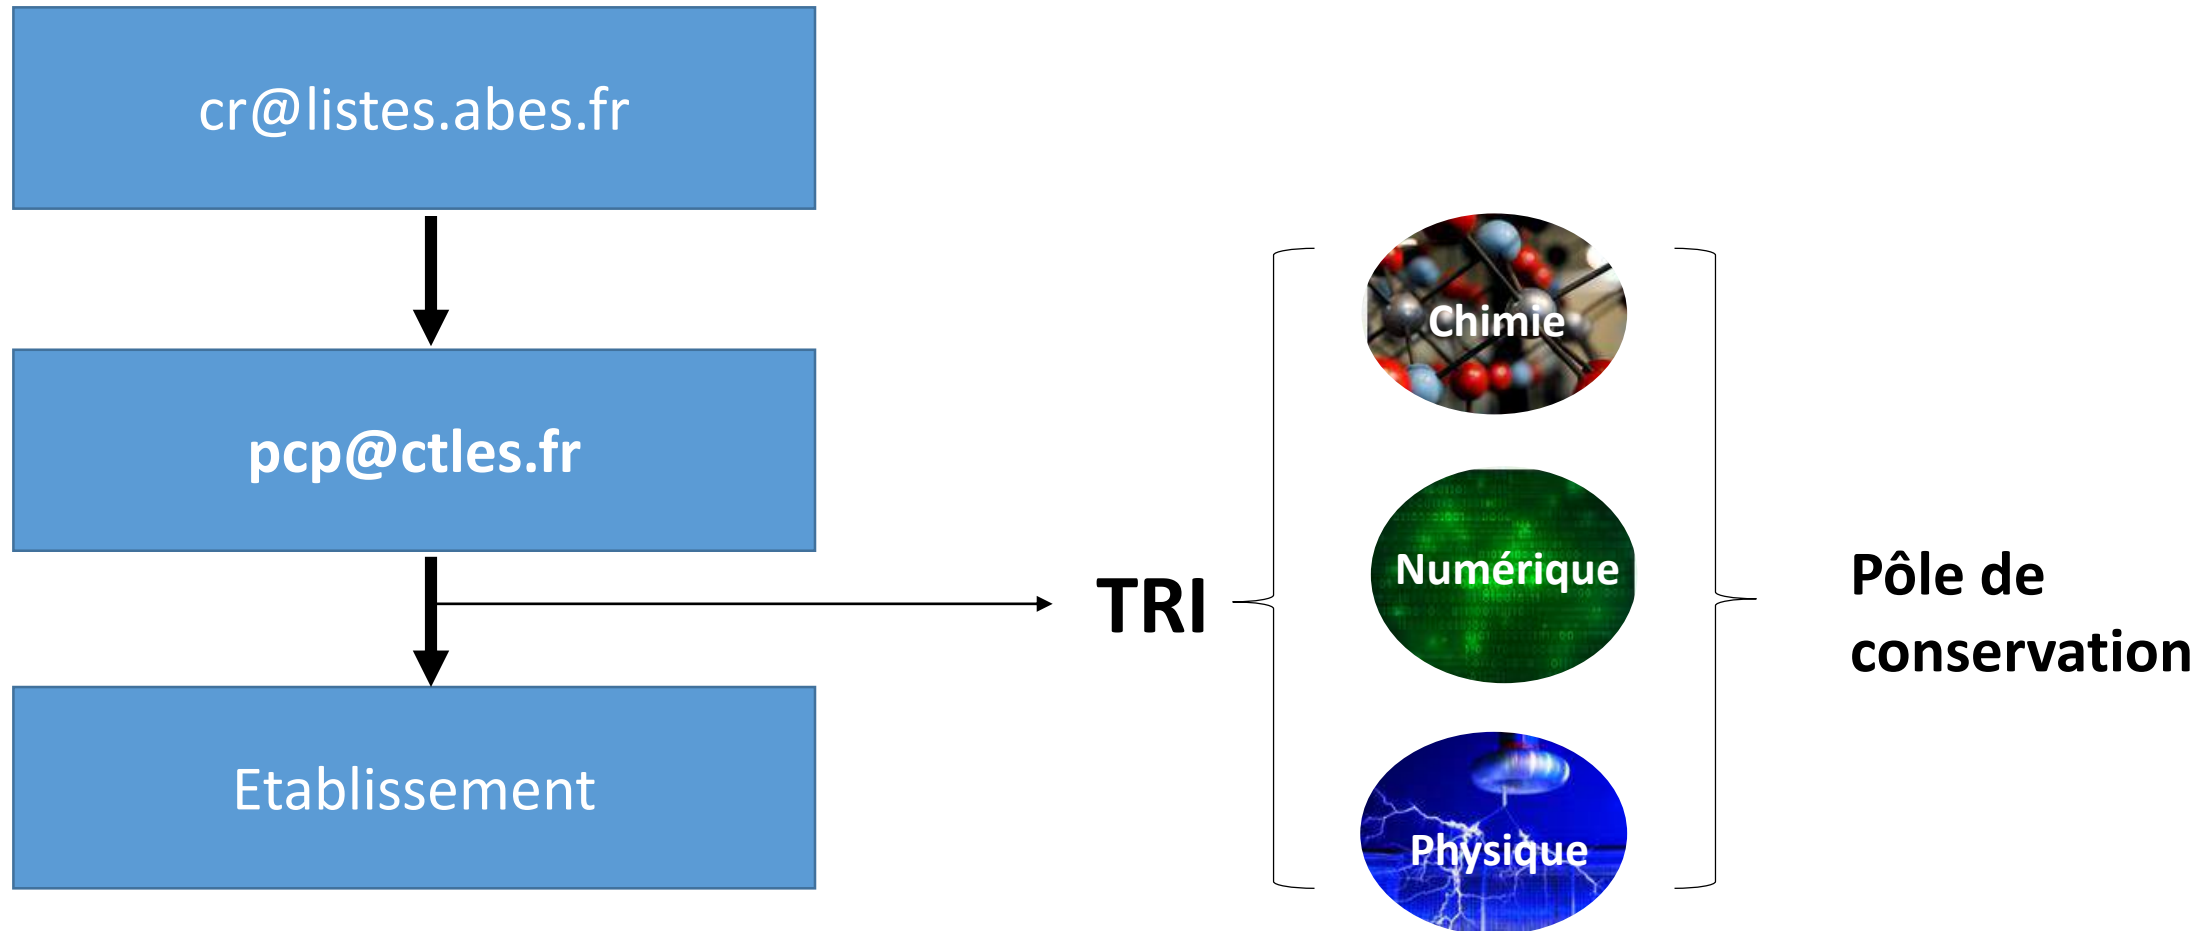 cr@listes.abes.fr
pcp@ctles.fr
Etablissement
TRI
Chimie
Numérique
Physique
Pôle de
conservation